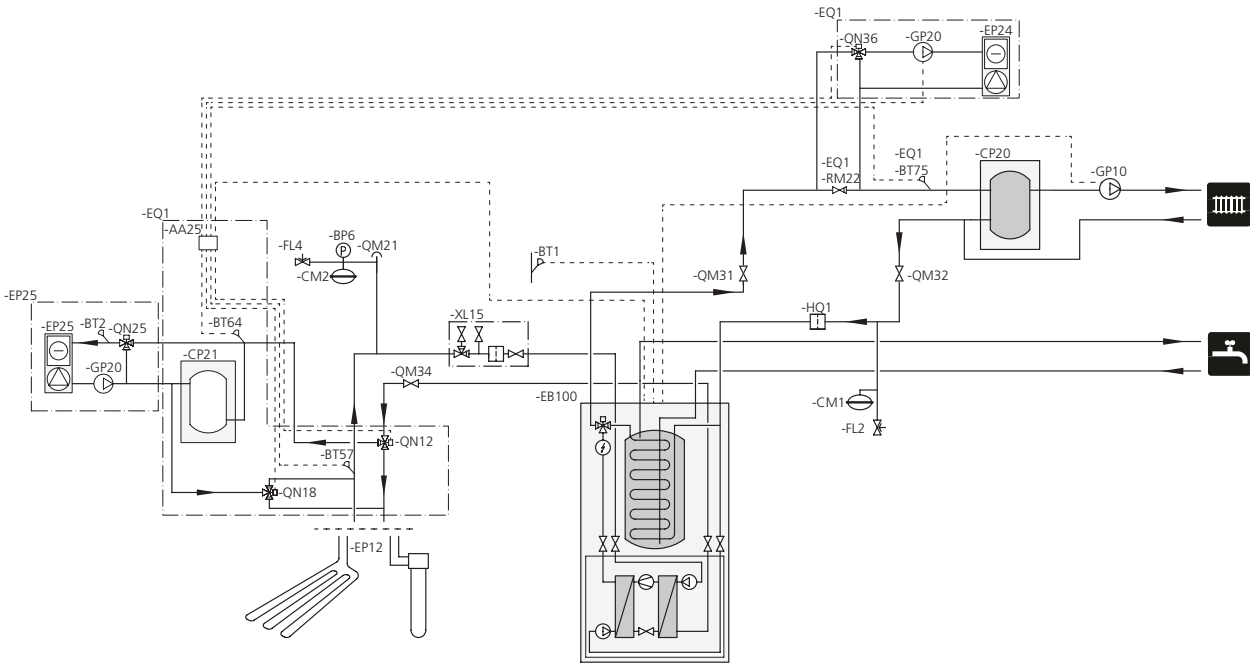 -EQ1
-QN36
-GP20
-EP24
-EQ1
-RM22
-EQ1
-BT75
-CP20
-GP10
-EQ1
-AA25
-FL4
-BP6
P
-QM21
-CM2
-BT1
-QM31
-QM32
-EP25
-EP25
-BT2
-QN25
-BT64
-XL15
-HQ1
-GP20
-CP21
-QM34
-EB100
-CM1
-FL2
-QN12
-BT57
-QN18
-EP12